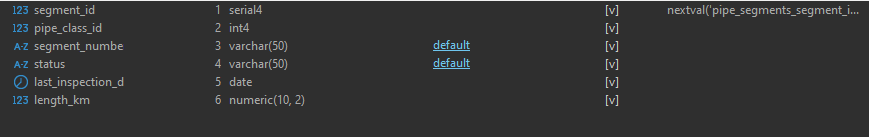 123 segment_id 1 serial4 [v] nextval('pipe_segments_segment_i...
123 pipe_class_id 2 int4 [v]
A-Z segment_numbe 3 varchar(50) default [v]
A-Z status 4 varchar(50) default [v]
last_inspection_d 5 date [v]
123 length_km 6 numeric(10, 2) [v]